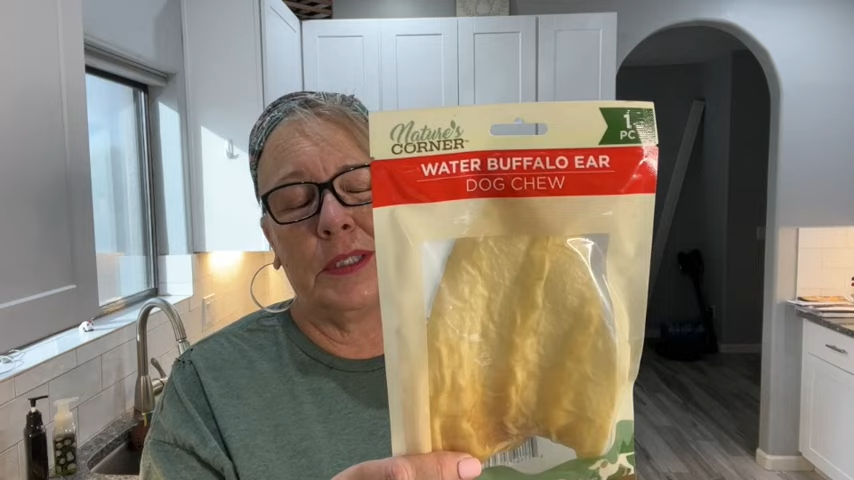 Nature's
CORNER
WATER BUFFALO EAR
DOG CHEW
1
PC